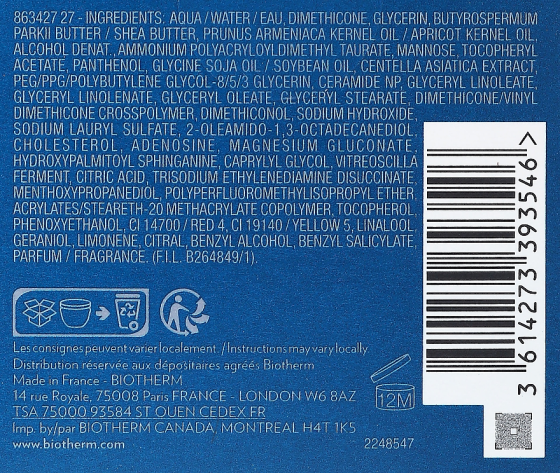 863427 27 - INGREDIENTS: AQUA / WATER / EAU, DIMETHICONE, GLYCERIN, BUTYROSPERMUM
PARKII BUTTER / SHEA BUTTER, PRUNUS ARMENIACA KERNEL OIL / APRICOT KERNEL OIL,
ALCOHOL DENAT., AMMONIUM POLYACRYLOYLDIMETHYL TAURATE, MANNOSE, TOCOPHERYL
ACETATE, PANTHENOL, GLYCINE SOJA OIL / SOYBEAN OIL, CENTELLA ASIATICA EXTRACT,
PEG/PPG/POLYBUTYLENE GLYCOL-8/5/3 GLYCERIN, CERAMIDE NP, GLYCERYL LINOLEATE,
GLYCERYL LINOLENATE, GLYCERYL OLEATE, GLYCERYL STEARATE, DIMETHICONE/VINYL
DIMETHICONE CROSSPOLYMER, DIMETHICONOL, SODIUM HYDROXIDE,
SODIUM LAURYL SULFATE, 2-OLEAMIDO-1,3-OCTADECANEDIOL,
CHOLESTEROL, ADENOSINE, MAGNESIUM GLUCONATE,
HYDROXYPALMITOYL SPHINGANINE, CAPRYLYL GLYCOL, VITREOSCILLA
FERMENT, CITRIC ACID, TRISODIUM ETHYLENEDIAMINE DISUCCINATE,
MENTHOXYPROPANEDIOL, POLYPERFLUOROMETHYLISOPROPYL ETHER,
ACRYLATES/STEARETH-20 METHACRYLATE COPOLYMER, TOCOPHEROL,
PHENOXYETHANOL, CI 14700 / RED 4, CI 19140 / YELLOW 5, LINALOOL,
GERANIOL, LIMONENE, CITRAL, BENZYL ALCOHOL, BENZYL SALICYLATE,
PARFUM / FRAGRANCE. (F.I.L. B264849/1).
3 614273 393546 >
Les consignes peuvent varier localement. / Instructions may vary locally.
Distribution réservée aux dépositaires agréés Biotherm
Made in France - BIOTHERM
14 rue Royale, 75008 Paris FRANCE - LONDON W6 8AZ
TSA 75000 93584 ST OUEN CEDEX FR
Imp. by/par BIOTHERM CANADA, MONTREAL H4T 1K5
www.biotherm.com
12M
2248547